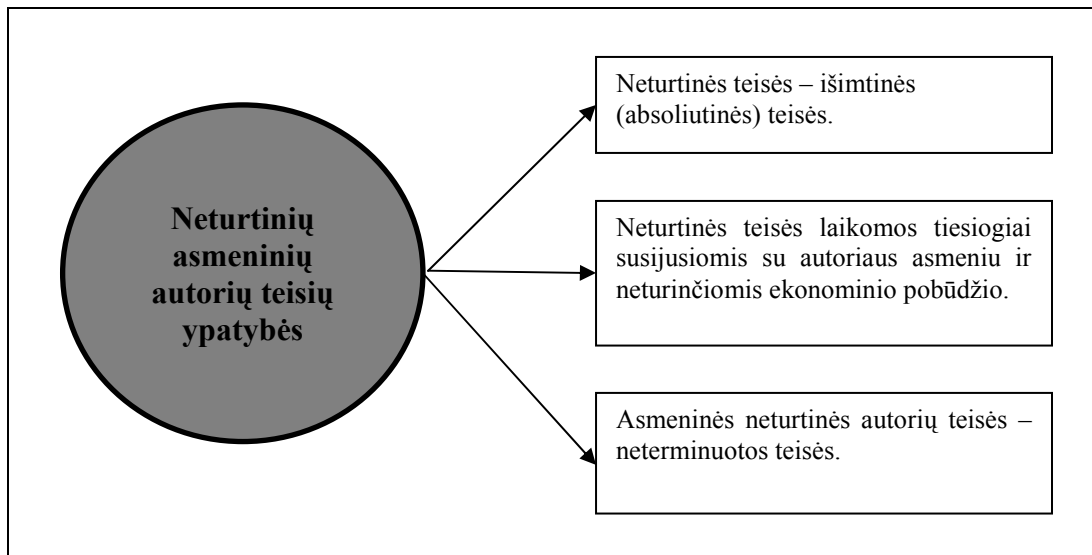 Neturtinių
asmeninių
autorių teisių
ypatybės
Neturtinės teisės – išimtinės
(absoliutinės) teisės.
Neturtinės teisės laikomos tiesiogiai
susijusiomis su autoriaus asmeniu ir
neturinčiomis ekonominio pobūdžio.
Asmeninės neturtinės autorių teisės –
neterminuotos teisės.